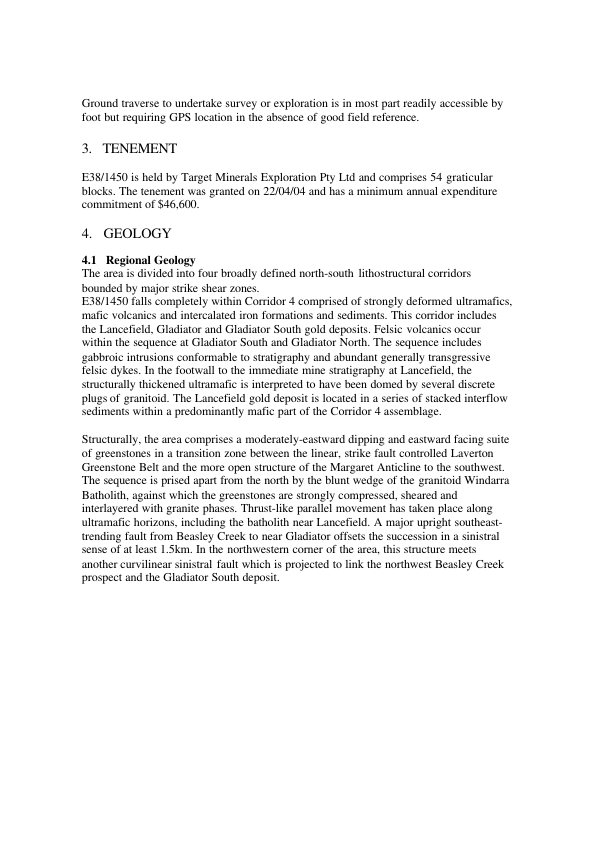 Ground traverse to undertake survey or exploration is in most part readily accessible by
foot but requiring GPS location in the absence of good field reference.
3. TENEMENT
E38/1450 is held by Target Minerals Exploration Pty Ltd and comprises 54 graticular
blocks. The tenement was granted on 22/04/04 and has a minimum annual expenditure
commitment of $46,600.
4. GEOLOGY
4.1 Regional Geology
The area is divided into four broadly defined north-south lithostructural corridors
bounded by major strike shear zones.
E38/1450 falls completely within Corridor 4 comprised of strongly deformed ultramafics,
mafic volcanics and intercalated iron formations and sediments. This corridor includes
the Lancefield, Gladiator and Gladiator South gold deposits. Felsic volcanics occur
within the sequence at Gladiator South and Gladiator North. The sequence includes
gabbroic intrusions conformable to stratigraphy and abundant generally transgressive
felsic dykes. In the footwall to the immediate mine stratigraphy at Lancefield, the
structurally thickened ultramafic is interpreted to have been domed by several discrete
plugs of granitoid. The Lancefield gold deposit is located in a series of stacked interflow
sediments within a predominantly mafic part of the Corridor 4 assemblage.
Structurally, the area comprises a moderately-eastward dipping and eastward facing suite
of greenstones in a transition zone between the linear, strike fault controlled Laverton
Greenstone Belt and the more open structure of the Margaret Anticline to the southwest.
The sequence is prised apart from the north by the blunt wedge of the granitoid Windarra
Batholith, against which the greenstones are strongly compressed, sheared and
interlayered with granite phases. Thrust-like parallel movement has taken place along
ultramafic horizons, including the batholith near Lancefield. A major upright southeast-
trending fault from Beasley Creek to near Gladiator offsets the succession in a sinistral
sense of at least 1.5km. In the northwestern corner of the area, this structure meets
another curvilinear sinistral fault which is projected to link the northwest Beasley Creek
prospect and the Gladiator South deposit.